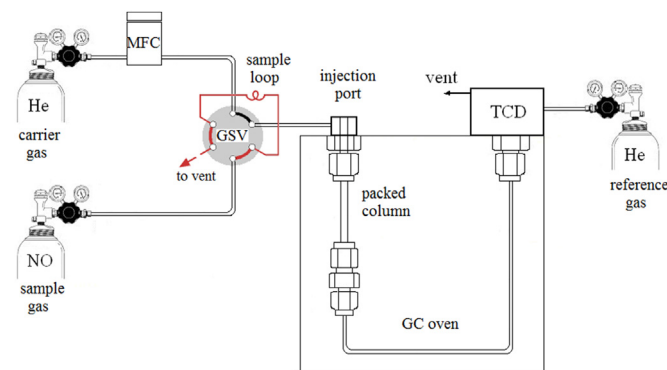 MFC
sample
loop
injection
port
vent
TCD
He
carrier
gas
GSV
to vent
He
reference
gas
packed
column
NO
sample
gas
GC oven